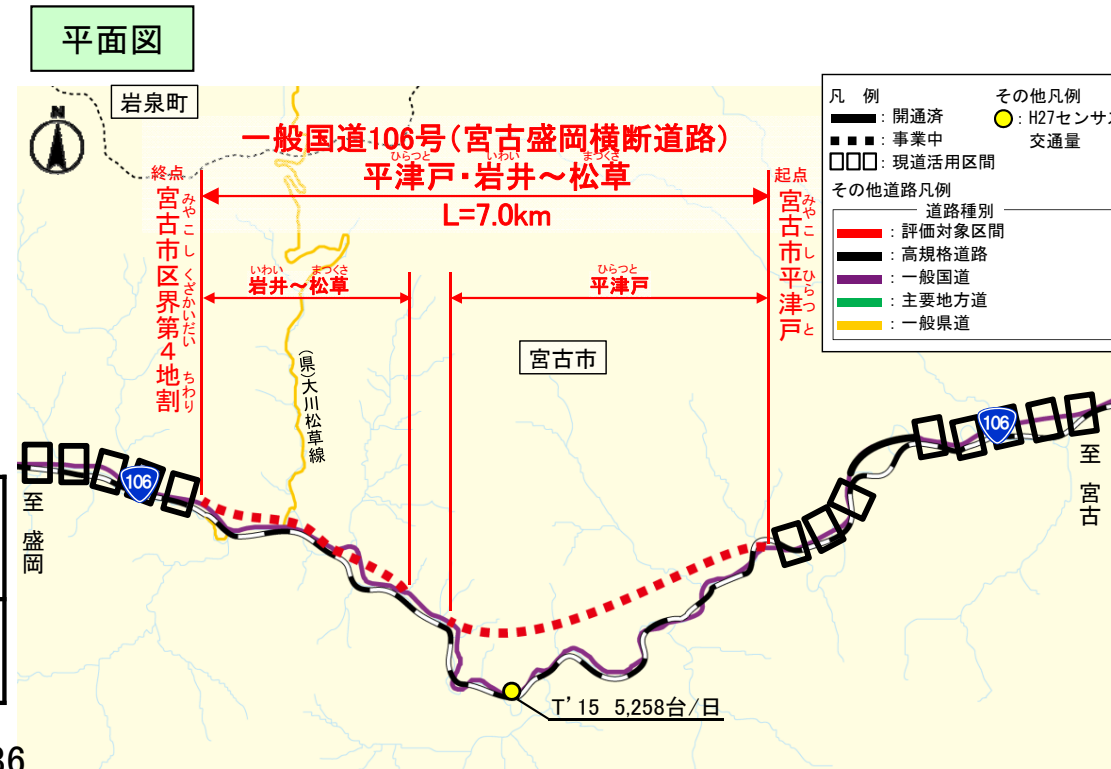 平面図
岩泉町
N
一般国道106号(宮古盛岡横断道路)
ひらつと いわい まつくさ
平津戸・岩井~松草
L=7.0km
終点
宮古市区界第4地割
みやこしくざかいだいちわり
起点
宮古市平津戸
みやこしひらつと
いわい まつくさ
岩井~松草
ひらつと
平津戸
宮古市
(県)大川松草線
106
106
至 盛岡
至 宮古
T'15 5,258台/日
凡 例
:開通済
:事業中
:現道活用区間
その他凡例
:H27センサ
交通量
その他道路凡例
道路種別
:評価対象区間
:高規格道路
:一般国道
:主要地方道
:一般県道
36